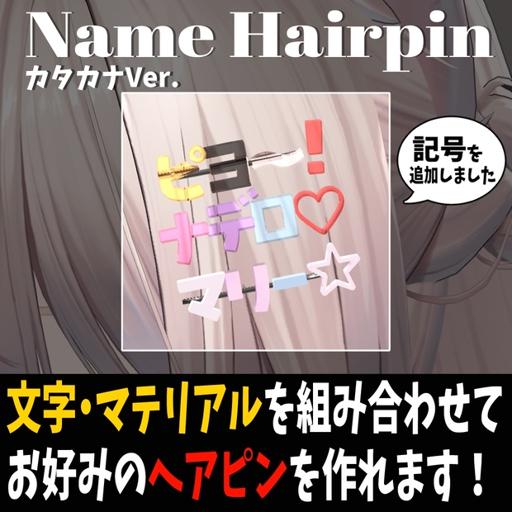 Name Hairpin
カタカナVer.
記号を
追加しました
ピヨー!
ナデロ♡
マリー☆
文字・マテリアルを組み合わせて
お好みのヘアピンを作れます！